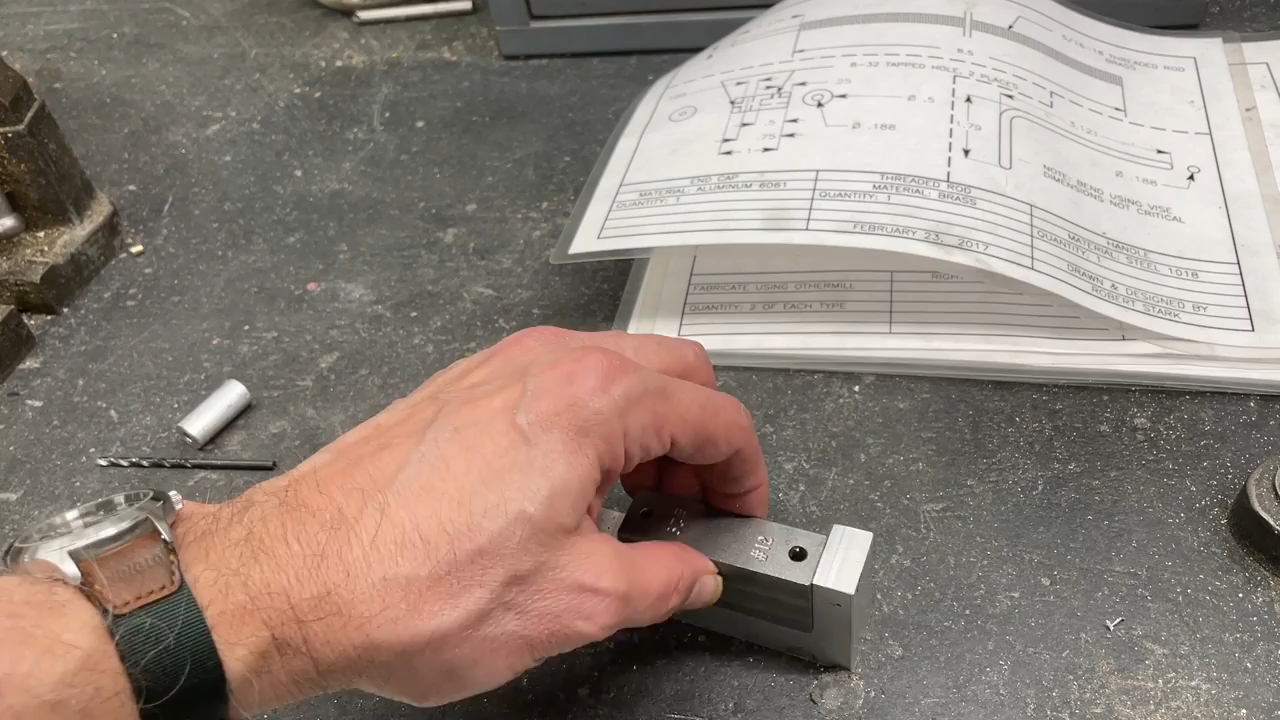 5/16-18 THREADED ROD
BRASS
8.5
8-32 TAPPED HOLE, 2 PLACES
.25
Ø .5
Ø .188
.5
.75
1
1.79
3.121
Ø .188
NOTE: BEND USING VISE
DIMENSIONS NOT CRITICAL
END CAP
MATERIAL: ALUMINUM 6061
QUANTITY: 1
THREADED ROD
MATERIAL: BRASS
QUANTITY: 1
FEBRUARY 23, 2017
HANDLE
MATERIAL: STEEL 1018
QUANTITY: 1
DRAWN & DESIGNED BY
ROBERT STARK
FABRICATE USING OTHERMILL
QUANTITY: 2 OF EACH TYPE
#12